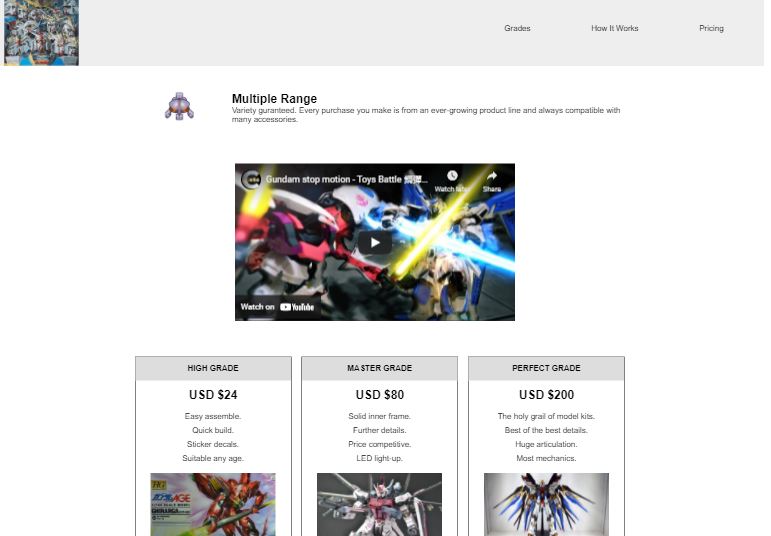 Grades
How It Works
Pricing
Multiple Range
Variety guranteed. Every purchase you make is from an ever-growing product line and always compatible with
many accessories.
Gundam stop motion - Toys Battle
Watch later
Share
Watch on YouTube
HIGH GRADE
USD $24
Easy assemble.
Quick build.
Sticker decals.
Suitable any age.
HG
AGE
MASTER GRADE
USD $80
Solid inner frame.
Further details.
Price competitive.
LED light-up.
PERFECT GRADE
USD $200
The holy grail of model kits.
Best of the best details.
Huge articulation.
Most mechanics.